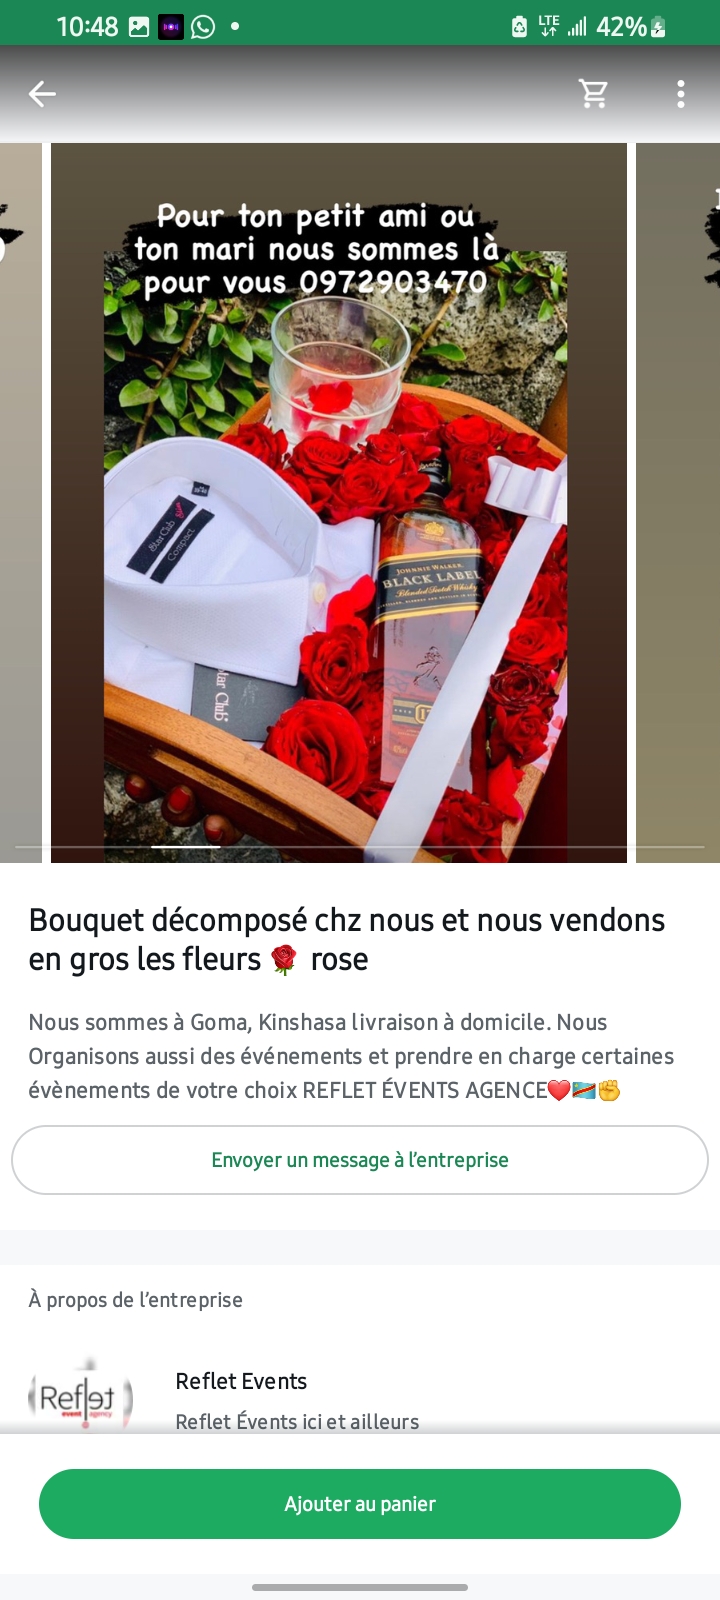 10:48
LTE
42%
Pour ton petit ami ou
ton mari nous sommes là
pour vous 0972903470
Star Club
Compact
JOHNNIE WALKER
BLACK LABEL
Blended Scotch Whisky
Star Club
AGED 12
Bouquet décomposé chz nous et nous vendons
en gros les fleurs 🌹 rose
Nous sommes à Goma, Kinshasa livraison à domicile. Nous
Organisons aussi des événements et prendre en charge certaines
évènements de votre choix REFLET ÉVENTS AGENCE❤️🇨🇩✊
Envoyer un message à l'entreprise
À propos de l'entreprise
Reflet
event agency
Reflet Events
Reflet Évents ici et ailleurs
Ajouter au panier